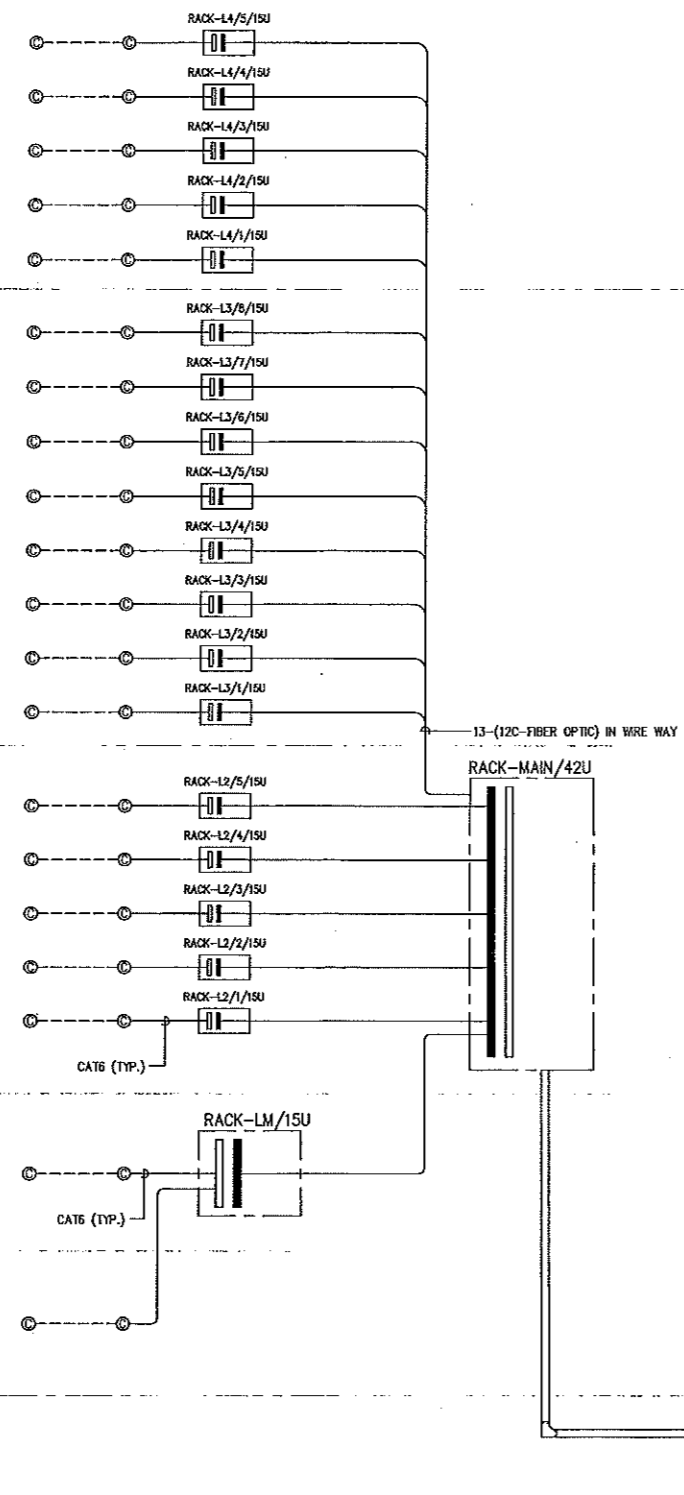 RACK-L4/5/15U
© ©
RACK-L4/4/15U
© ©
RACK-L4/3/15U
© ©
RACK-L4/2/15U
© ©
RACK-L4/1/15U
© ©
RACK-L3/8/15U
© ©
RACK-L3/7/15U
© ©
RACK-L3/6/15U
© ©
RACK-L3/5/15U
© ©
RACK-L3/4/15U
© ©
RACK-L3/3/15U
© ©
RACK-L3/2/15U
© ©
RACK-L3/1/15U
© ©
13-(12C-FIBER OPTIC) IN WIRE WAY
RACK-MAIN/42U
RACK-L2/5/15U
© ©
RACK-L2/4/15U
© ©
RACK-L2/3/15U
© ©
RACK-L2/2/15U
© ©
RACK-L2/1/15U
© ©
CAT6 (TYP.)
RACK-LM/15U
© ©
CAT6 (TYP.)
© ©